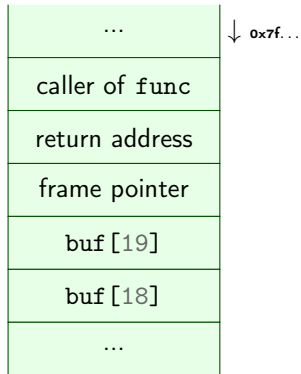 ...
↓ 0x7f...
caller of func
return address
frame pointer
buf[19]
buf[18]
...